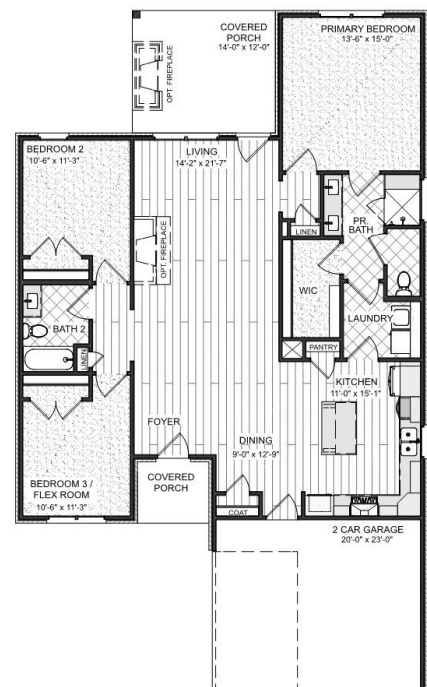 COVERED
PORCH
14'-0" x 12'-0"
OPT. FIREPLACE
PRIMARY BEDROOM
13'-6" x 15'-0"
BEDROOM 2
10'-6" x 11'-3"
LIVING
14'-2" x 21'-7"
OPT. FIREPLACE
LINEN
PR.
BATH
WIC
BATH 2
LINEN
LAUNDRY
PANTRY
KITCHEN
11'-0" x 15'-1"
FOYER
DINING
9'-0" x 12'-9"
BEDROOM 3 /
FLEX ROOM
10'-6" x 11'-3"
COVERED
PORCH
COAT
2 CAR GARAGE
20'-0" x 23'-0"